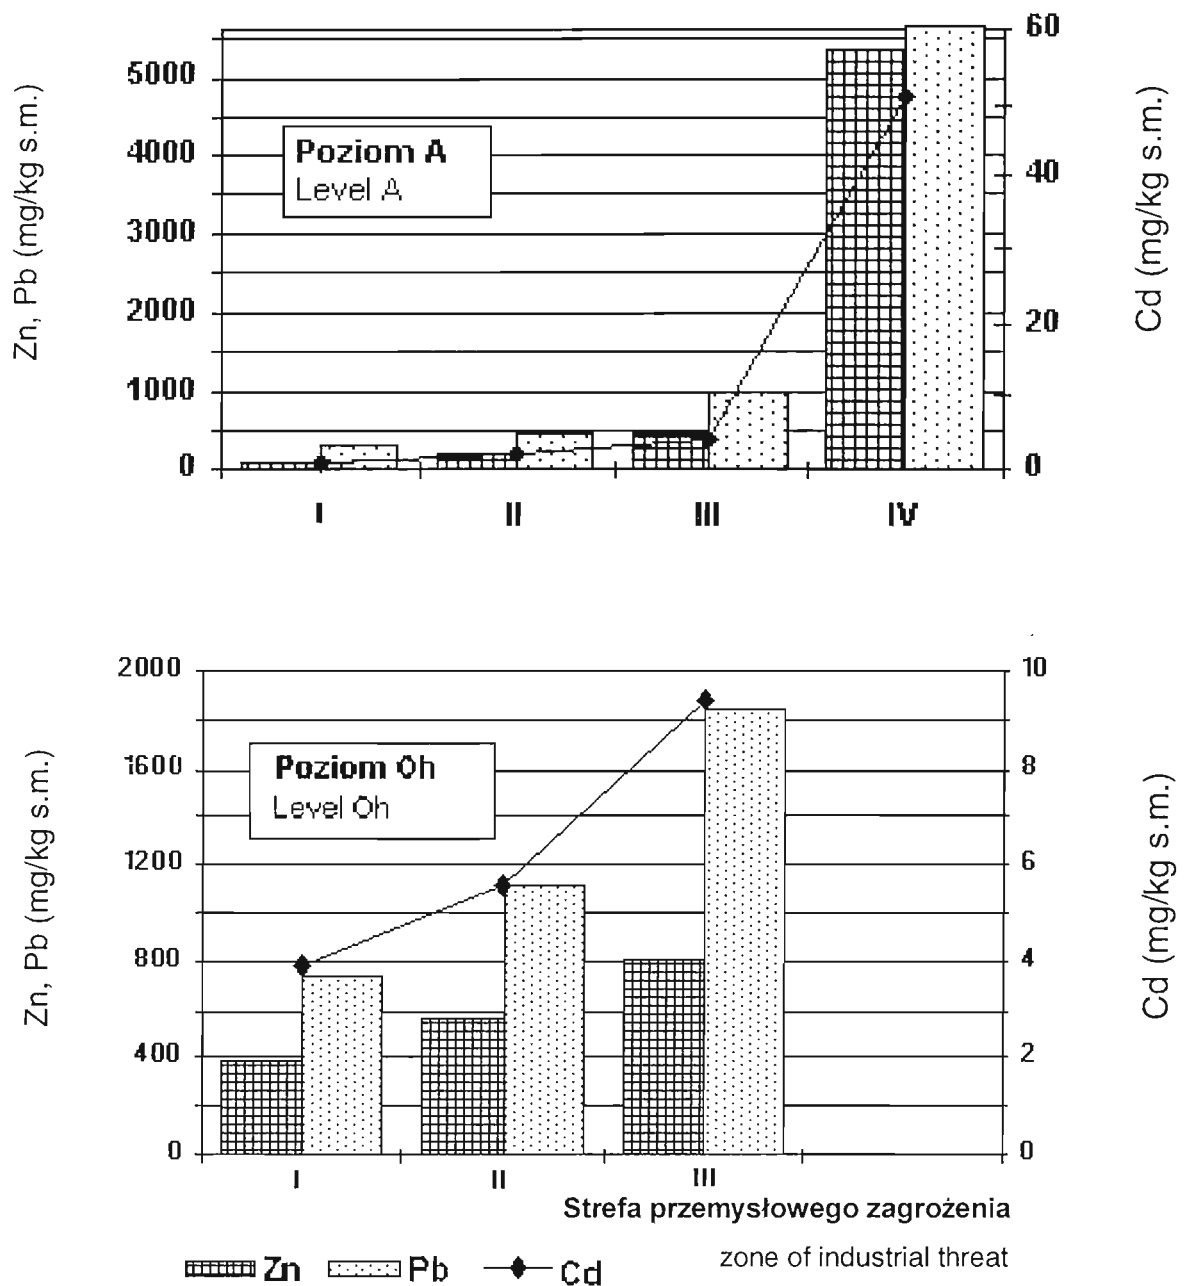 Zn, Pb (mg/kg s.m.)
5000
4000
3000
2000
1000
0
Poziom A
Level A
60
40
20
0
Cd (mg/kg s.m.)
I
II
III
IV
Zn, Pb (mg/kg s.m.)
2000
1600
1200
800
400
0
Poziom Oh
Level Oh
10
8
6
4
2
0
Cd (mg/kg s.m.)
I
II
III
Strefa przemysłowego zagrożenia
zone of industrial threat
Zn
Pb
Cd